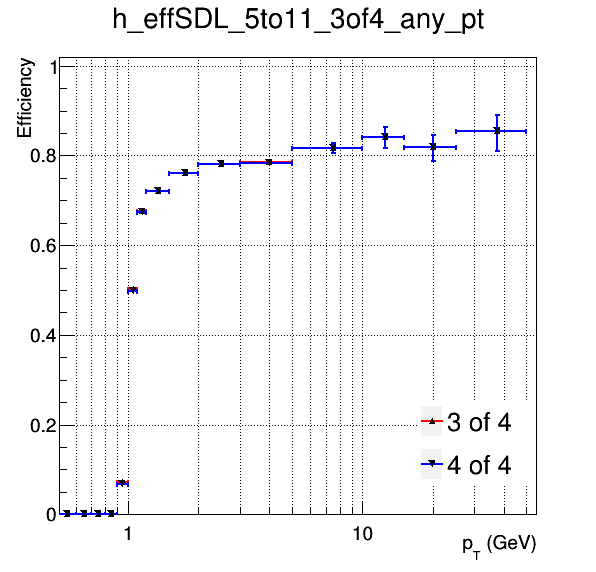 h_effSDL_5to11_3of4_any_pt
Efficiency
1
0.8
0.6
0.4
0.2
0
3 of 4
4 of 4
1
10
p_T (GeV)